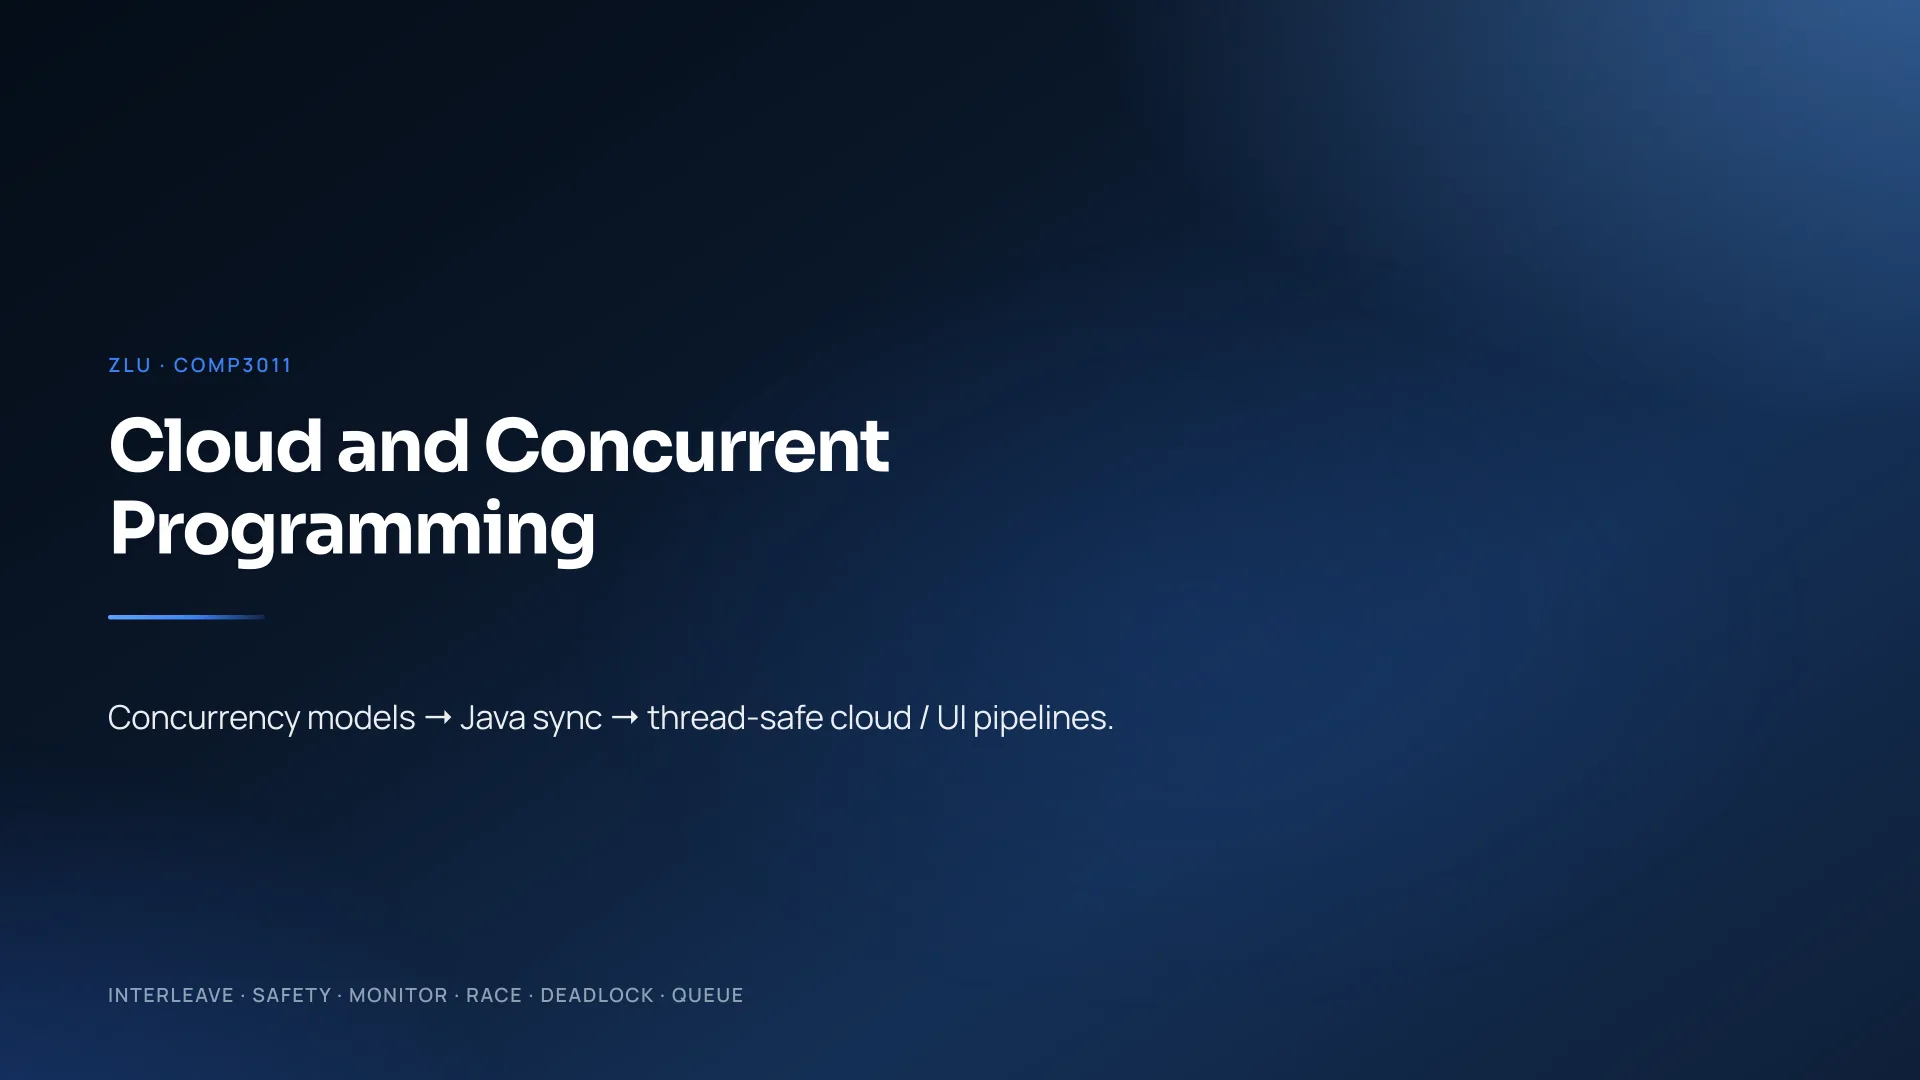 ZLU · COMP3011
Cloud and Concurrent
Programming
Concurrency models → Java sync → thread-safe cloud / UI pipelines.
INTERLEAVE · SAFETY · MONITOR · RACE · DEADLOCK · QUEUE